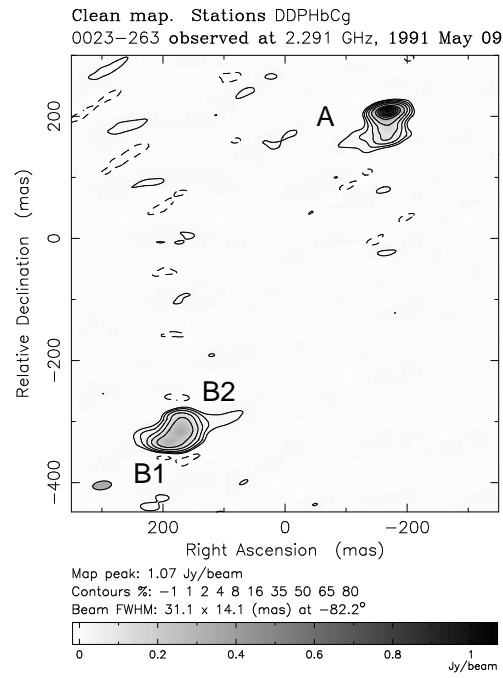 Clean map. Stations DDPHbCg
0023−263 observed at 2.291 GHz, 1991 May 09
A
200
0
−200
−400
Relative Declination (mas)
B2
B1
200 0 −200
Right Ascension (mas)
Map peak: 1.07 Jy/beam
Contours %: −1 1 2 4 8 16 35 50 65 80
Beam FWHM: 31.1 x 14.1 (mas) at −82.2°
0 0.2 0.4 0.6 0.8 1
Jy/beam